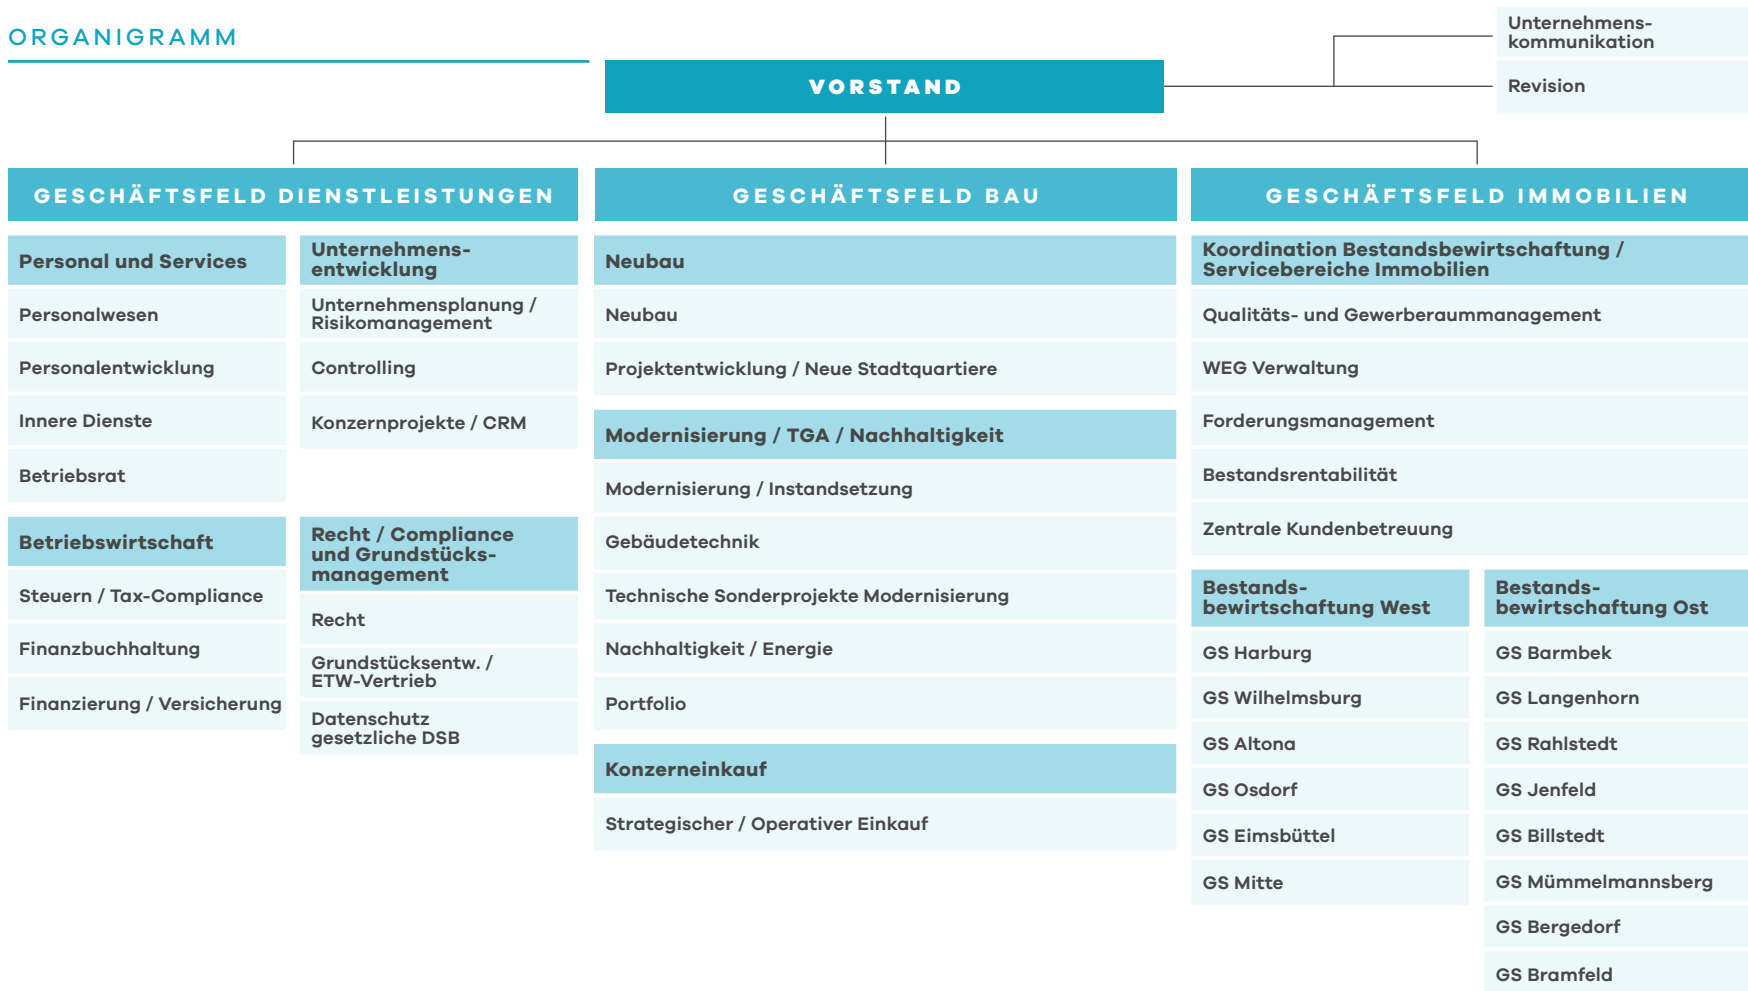 ORGANIGRAMM
Unternehmens-
kommunikation
Revision
VORSTAND
GESCHÄFTSFELD DIENSTLEISTUNGEN
Personal und Services
Personalwesen
Personalentwicklung
Innere Dienste
Betriebsrat
Unternehmens-
entwicklung
Unternehmensplanung /
Risikomanagement
Controlling
Konzernprojekte / CRM
Betriebswirtschaft
Steuern / Tax-Compliance
Finanzbuchhaltung
Finanzierung / Versicherung
Recht / Compliance
und Grundstücks-
management
Recht
Grundstücksentw. /
ETW-Vertrieb
Datenschutz
gesetzliche DSB
GESCHÄFTSFELD BAU
Neubau
Neubau
Projektentwicklung / Neue Stadtquartiere
Modernisierung / TGA / Nachhaltigkeit
Modernisierung / Instandsetzung
Gebäudetechnik
Technische Sonderprojekte Modernisierung
Nachhaltigkeit / Energie
Portfolio
Konzerneinkauf
Strategischer / Operativer Einkauf
GESCHÄFTSFELD IMMOBILIEN
Koordination Bestandsbewirtschaftung /
Servicebereiche Immobilien
Qualitäts- und Gewerberaummanagement
WEG Verwaltung
Forderungsmanagement
Bestandsrentabilität
Zentrale Kundenbetreuung
Bestands-
bewirtschaftung West
GS Harburg
GS Wilhelmsburg
GS Altona
GS Osdorf
GS Eimsbüttel
GS Mitte
Bestands-
bewirtschaftung Ost
GS Barmbek
GS Langenhorn
GS Rahlstedt
GS Jenfeld
GS Billstedt
GS Mümmelmannsberg
GS Bergedorf
GS Bramfeld